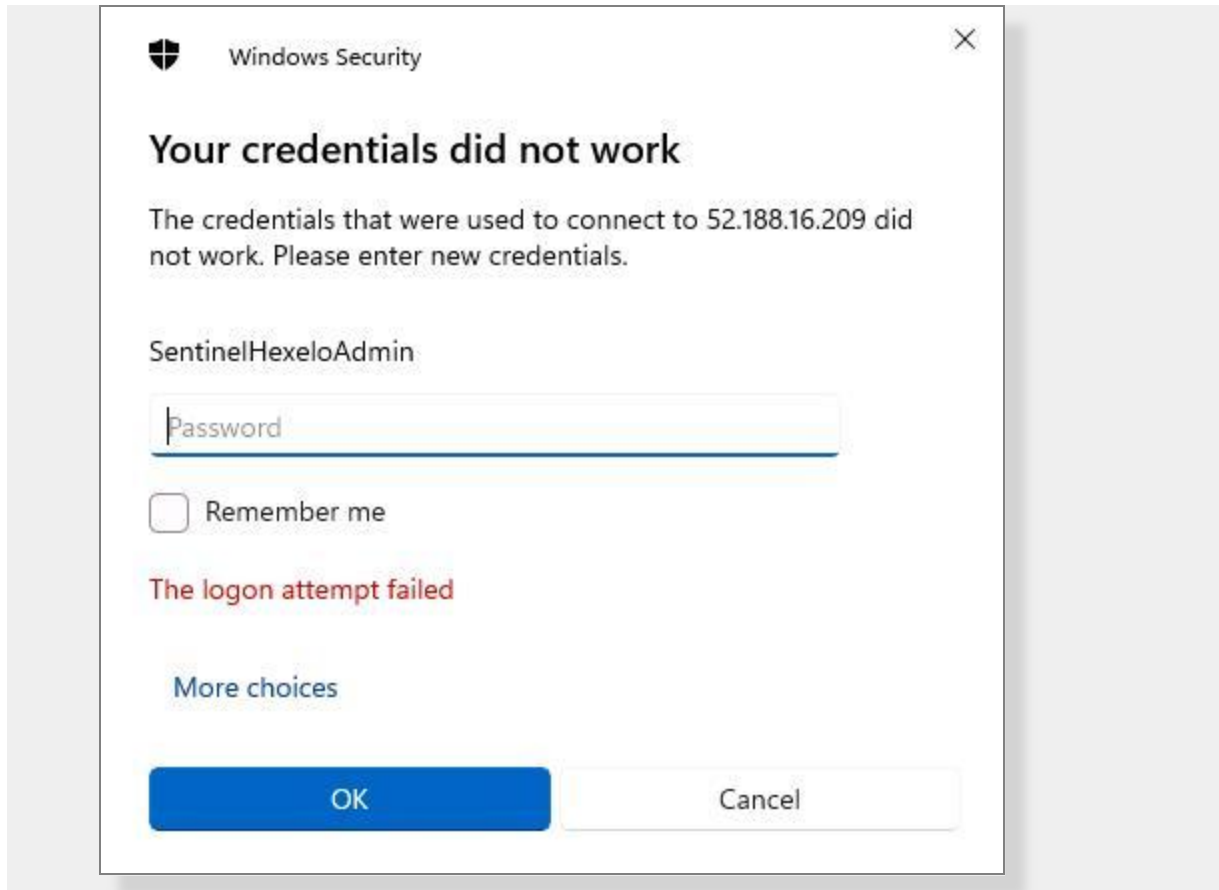 Windows Security
Your credentials did not work
The credentials that were used to connect to 52.188.16.209 did
not work. Please enter new credentials.
SentinelHexeloAdmin
Password
Remember me
The logon attempt failed
More choices
OK
Cancel